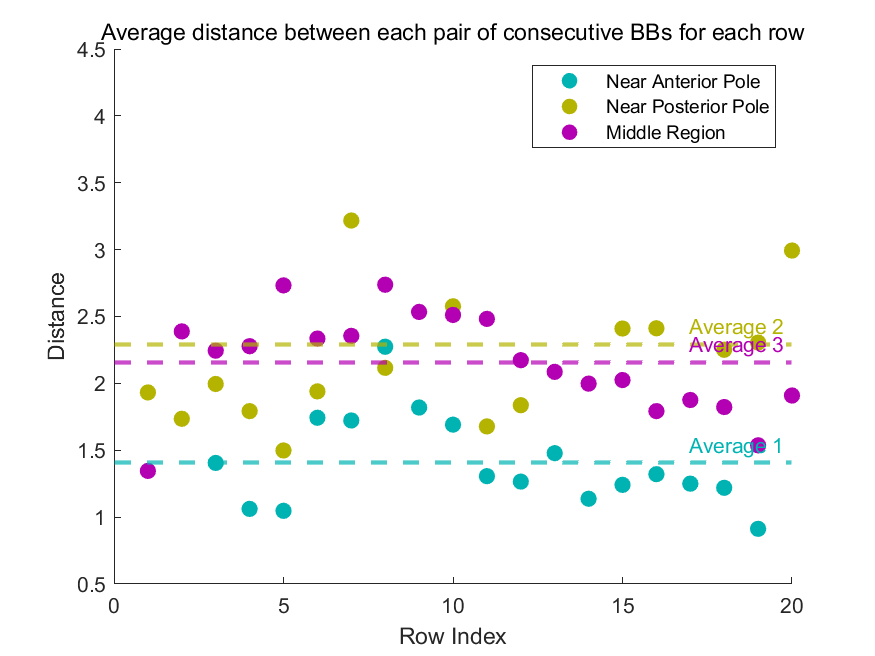 Average distance between each pair of consecutive BBs for each row
4.5
4
3.5
3
2.5
2
1.5
1
0.5
Distance
Near Anterior Pole
Near Posterior Pole
Middle Region
Average 2
Average 3
Average 1
0
5
10
15
20
Row Index